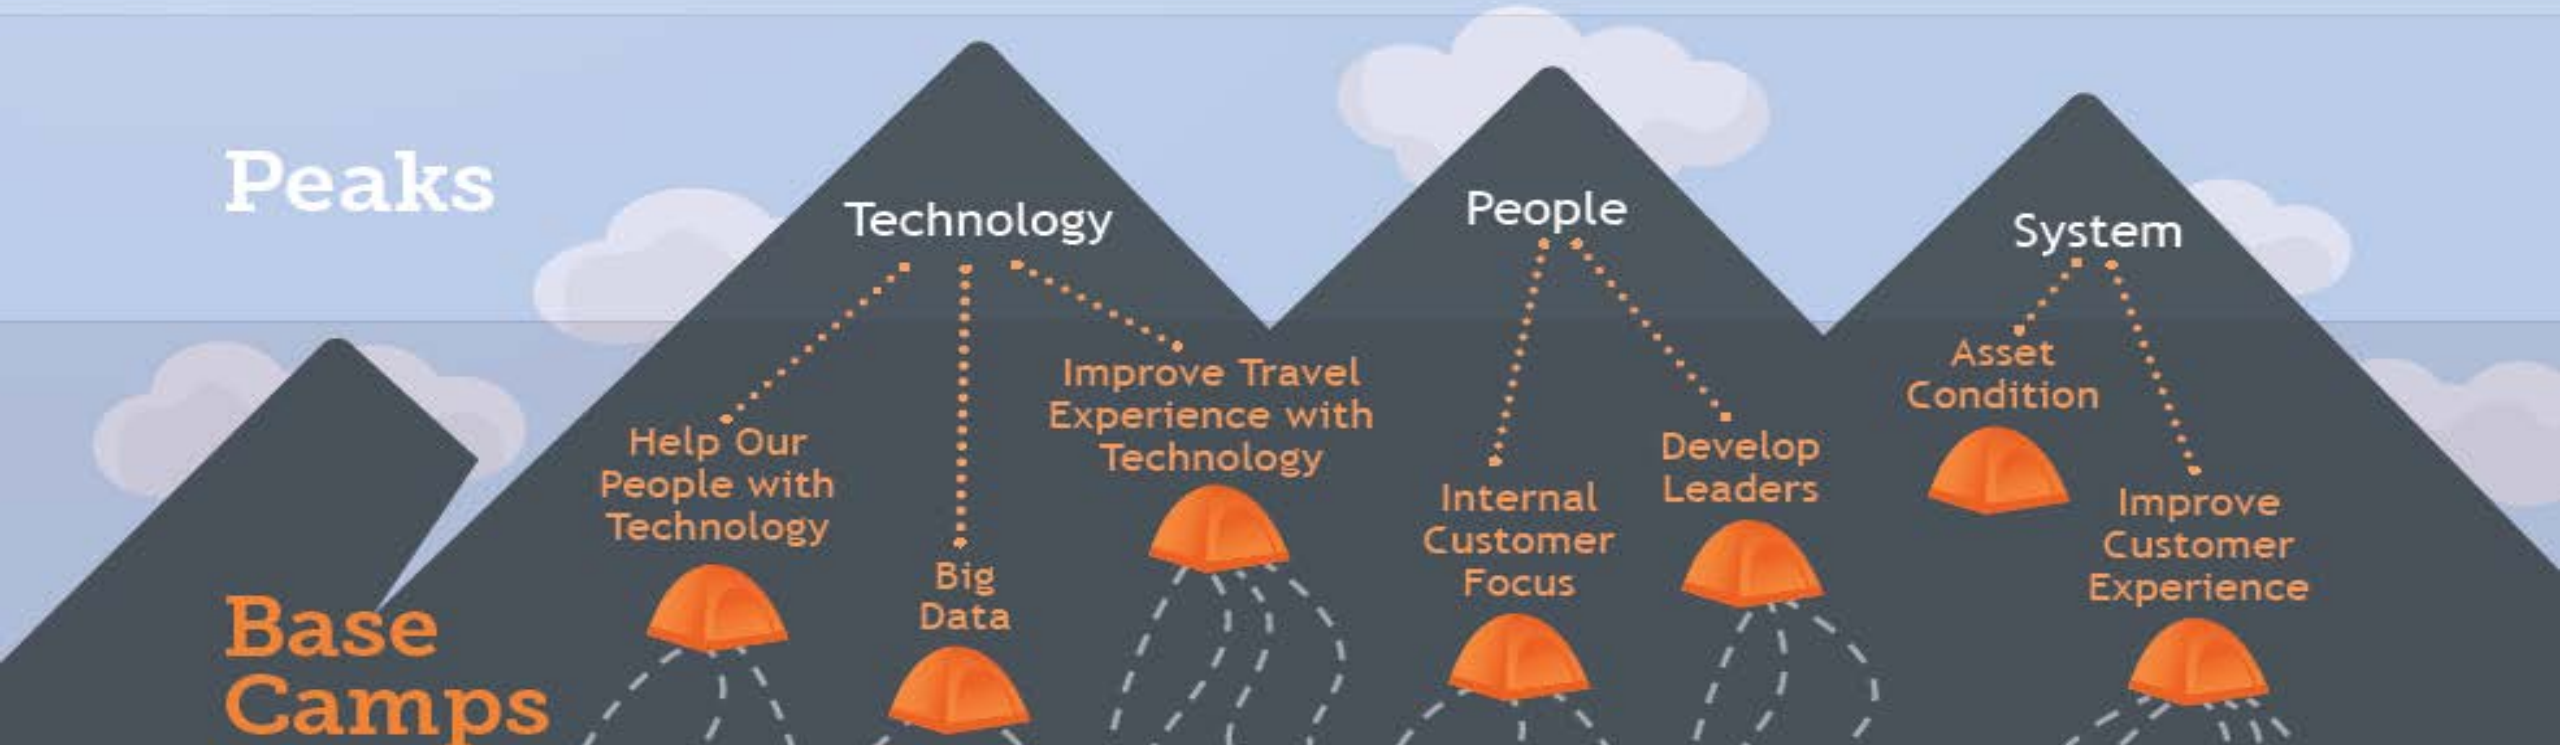 Peaks
Technology
People
System
Help Our
People with
Technology
Big
Data
Improve Travel
Experience with
Technology
Internal
Customer
Focus
Develop
Leaders
Asset
Condition
Improve
Customer
Experience
Base
Camps